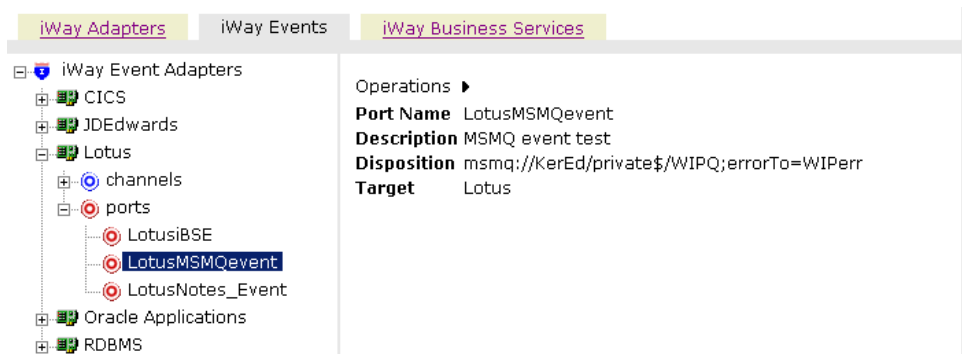 iWay Adapters iWay Events iWay Business Services
iWay Event Adapters
CICS
JDEdwards
Lotus
channels
ports
LotusiBSE
LotusMSMQevent
LotusNotes_Event
Oracle Applications
RDBMS
Operations
Port Name LotusMSMQevent
Description MSMQ event test
Disposition msmq://KerEd/private$/WIPQ;errorTo=WIPerr
Target Lotus